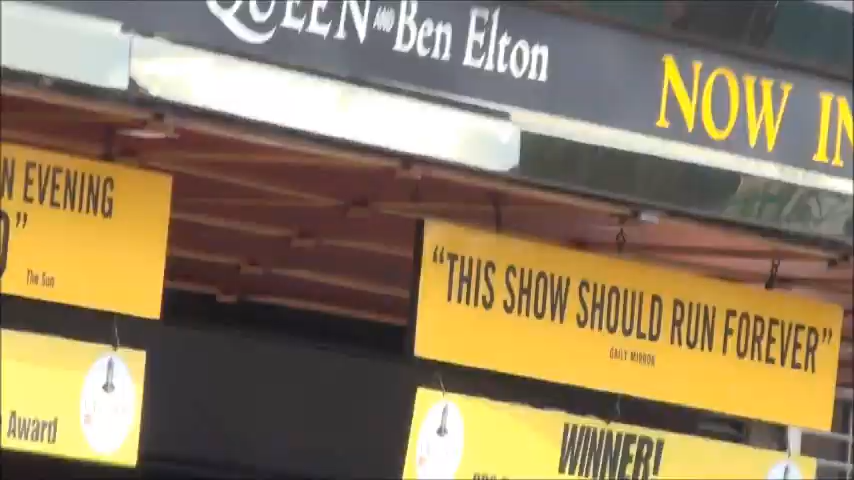 QUEEN AND Ben Elton
NOW IN
N EVENING
”
The Sun
“THIS SHOW SHOULD RUN FOREVER”
DAILY MIRROR
Award
WINNER!